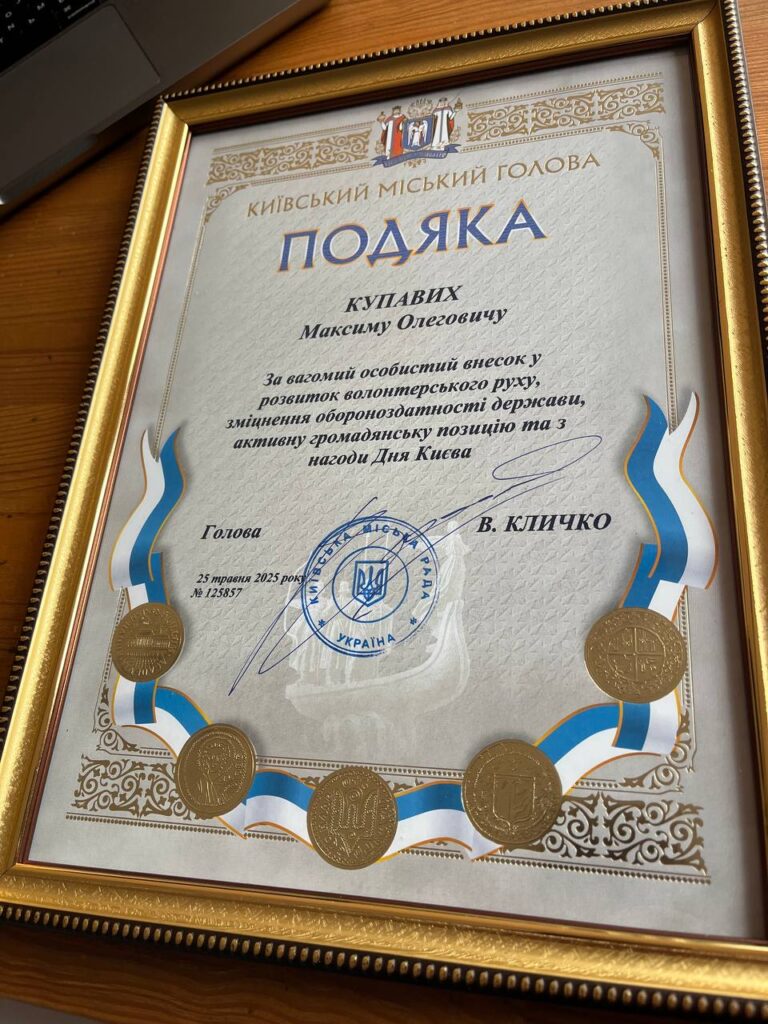 КИЇВСЬКИЙ МІСЬКИЙ ГОЛОВА
ПОДЯКА
КУПАВИХ
Максиму Олеговичу
За вагомий особистий внесок у
розвиток волонтерського руху,
зміцнення обороноздатності держави,
активну громадянську позицію та з
нагоди Дня Києва
Голова
В. КЛИЧКО
25 травня 2025 року
№ 125857
КИЇВСЬКА МІСЬКА РАДА
* УКРАЇНА *